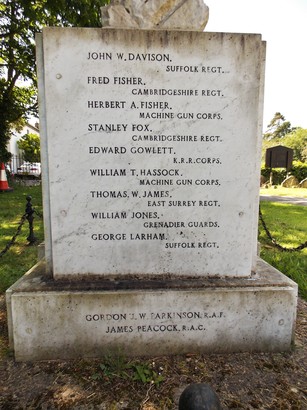 JOHN W. DAVISON.
SUFFOLK REGT.
FRED FISHER.
CAMBRIDGESHIRE REGT.
HERBERT A. FISHER.
MACHINE GUN CORPS.
STANLEY FOX.
CAMBRIDGESHIRE REGT.
EDWARD GOWLETT.
K.R.R. CORPS.
WILLIAM T. HASSOCK.
MACHINE GUN CORPS.
THOMAS. W. JAMES.
EAST SURREY REGT.
WILLIAM JONES.
GRENADIER GUARDS.
GEORGE LARHAM.
SUFFOLK REGT.
GORDON J. W. PARKINSON. R.A.F.
JAMES PEACOCK. R.A.C.